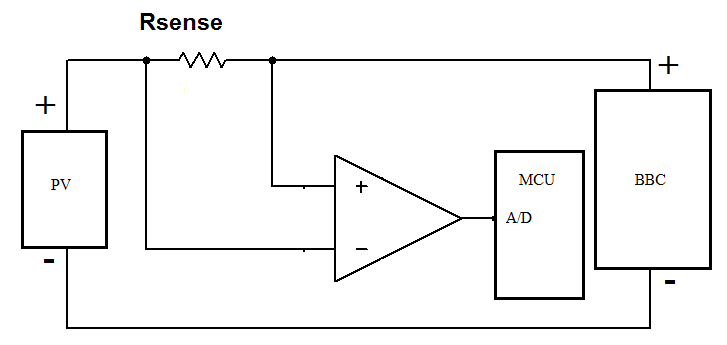 Rsense
+
+
PV
+
MCU
BBC
A/D
−
-
-